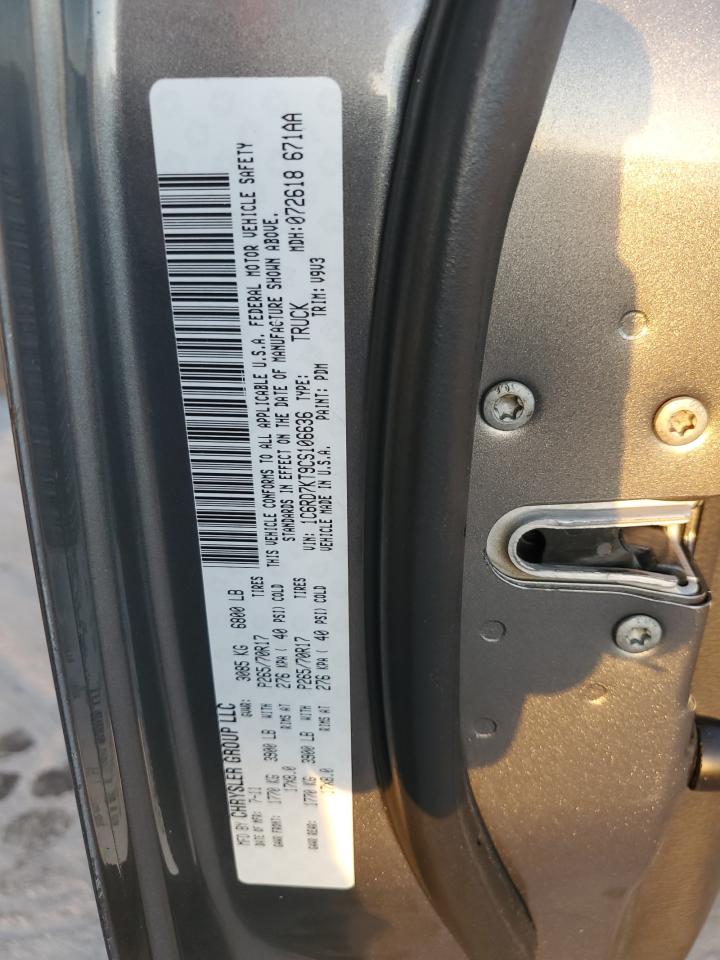 MFD BY CHRYSLER GROUP LLC
DATE OF MFR: 7-11 GVWR: 3085 KG 6800 LB
GAWR FRONT: 1770 KG 3900 LB WITH P265/70R17 TIRES
17X8.0 RIMS AT 276 KPA ( 40 PSI) COLD
GAWR REAR: 1770 KG 3900 LB WITH P265/70R17 TIRES
17X8.0 RIMS AT 276 KPA ( 40 PSI) COLD
THIS VEHICLE CONFORMS TO ALL APPLICABLE U.S.A. FEDERAL MOTOR VEHICLE SAFETY
STANDARDS IN EFFECT ON THE DATE OF MANUFACTURE SHOWN ABOVE.
VIN: 1C6RD7KT9CS106636 TYPE: TRUCK MDH:072618 671AA
VEHICLE MADE IN U.S.A. PAINT: PDM TRIM: V9V3